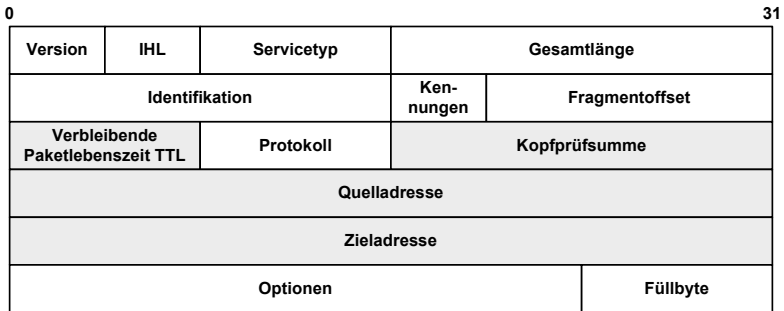 0 31
Version IHL Servicetyp Gesamtlänge
Identifikation Ken-
nungen Fragmentoffset
Verbleibende
Paketlebenszeit TTL Protokoll Kopfprüfsumme
Quelladresse
Zieladresse
Optionen Füllbyte